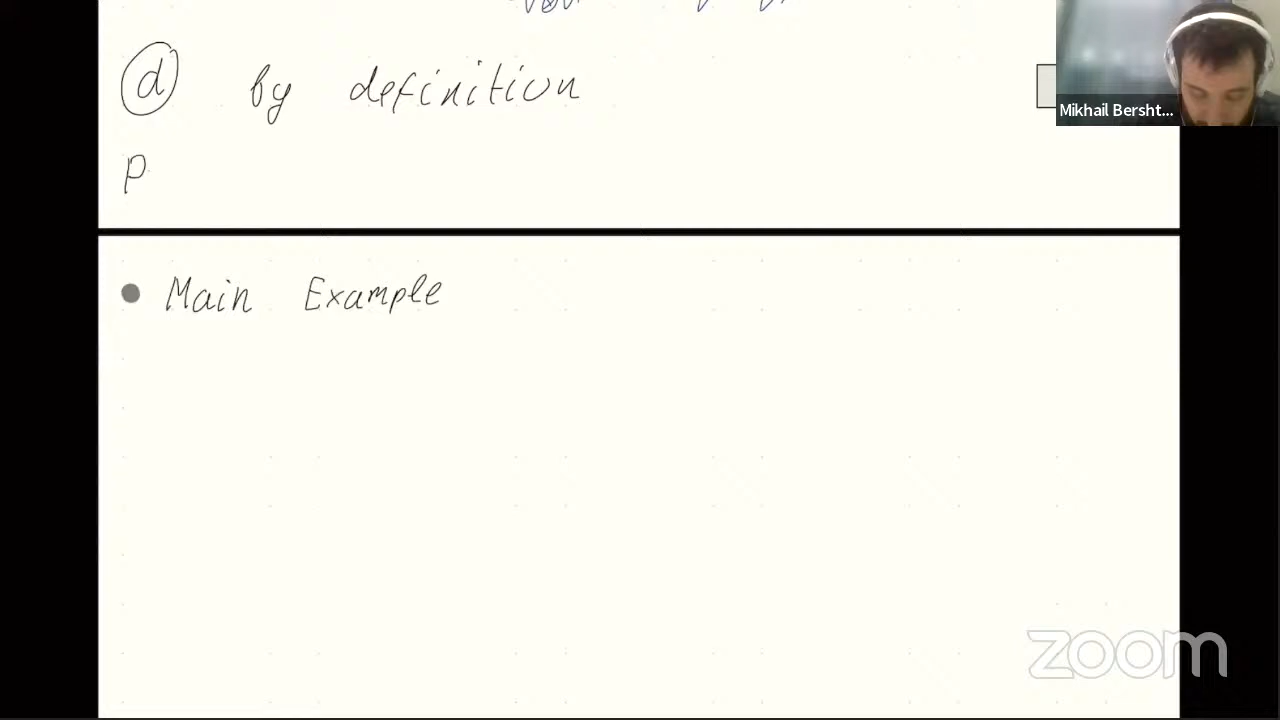 ⓓ by definition
Mikhail Bersht...
P
• Main Example
zoom